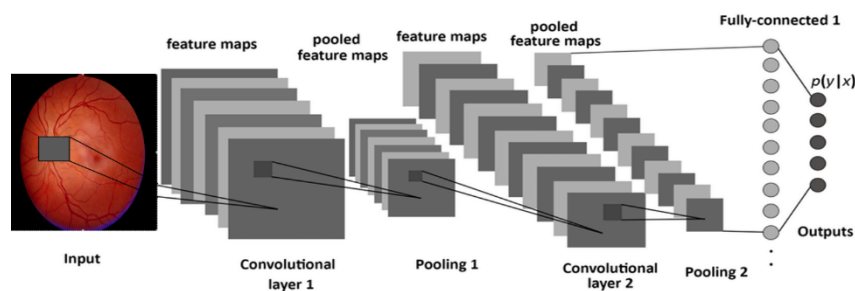 Fully-connected 1
feature maps
pooled
feature maps
feature maps
pooled
feature maps
p(y|x)
Outputs
Input
Convolutional
layer 1
Pooling 1
Convolutional
layer 2
Pooling 2